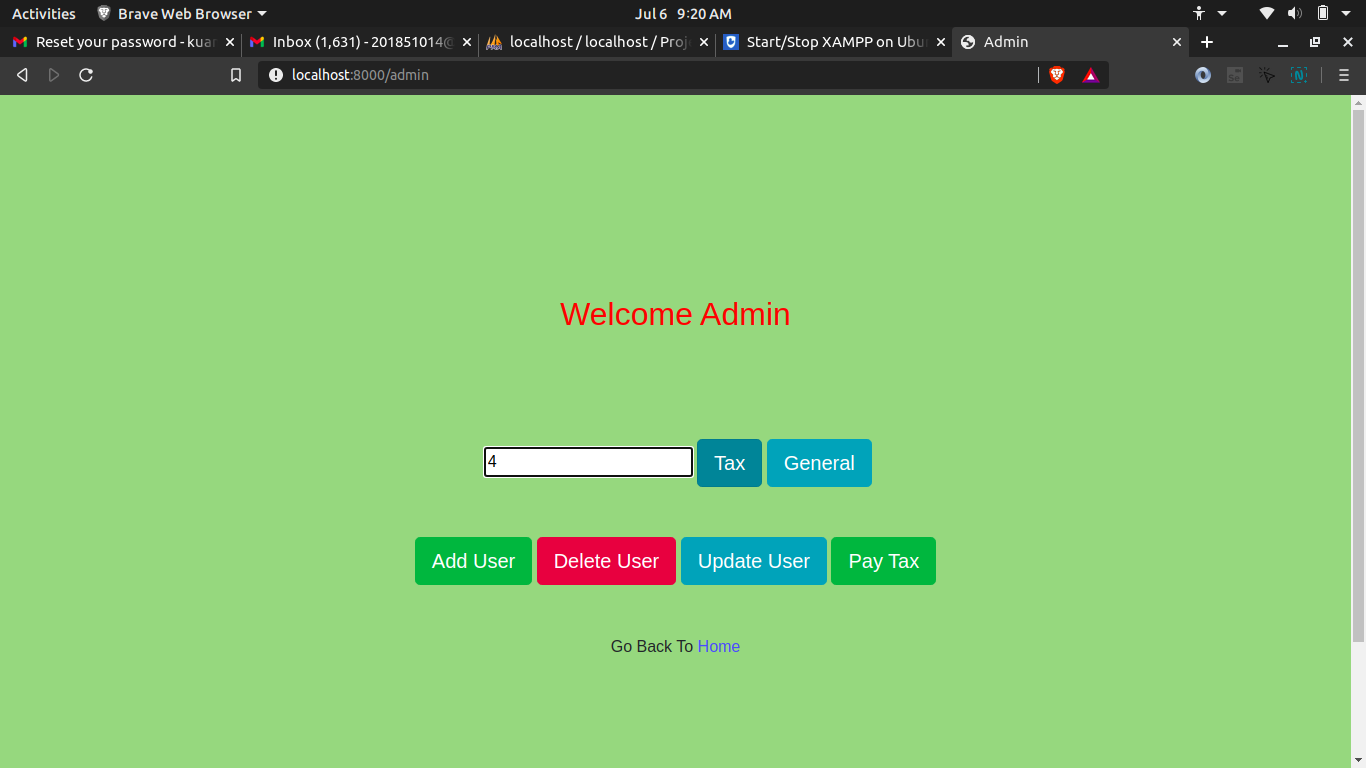 Activities Brave Web Browser Jul 6 9:20 AM
Reset your password - kuar Inbox (1,631) - 201851014@ localhost / localhost / Proj Start/Stop XAMPP on Ubu Admin
localhost:8000/admin
Welcome Admin
4 Tax General
Add User Delete User Update User Pay Tax
Go Back To Home